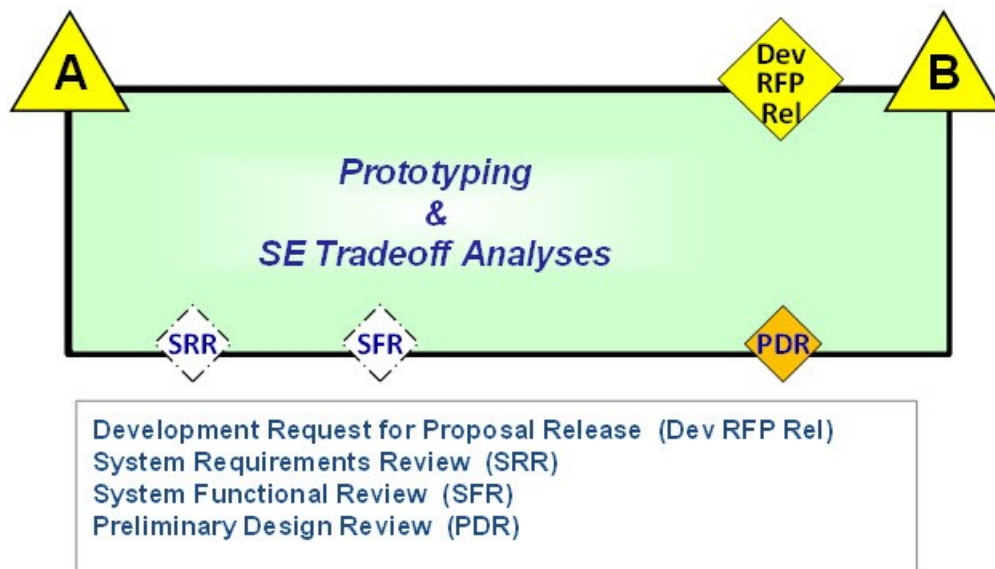 A
B
Dev
RFP
Rel
Prototyping
&
SE Tradeoff Analyses
SRR
SFR
PDR
Development Request for Proposal Release (Dev RFP Rel)
System Requirements Review (SRR)
System Functional Review (SFR)
Preliminary Design Review (PDR)